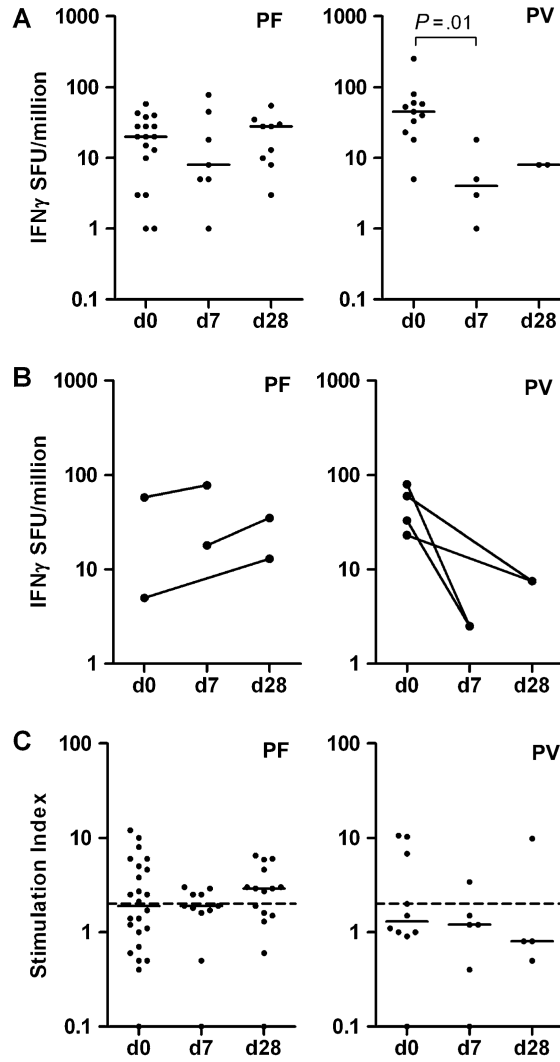 A
PF
PV
P=.01
IFNγ SFU/million
1000
100
10
1
0.1
1000
100
10
1
0.1
d0 d7 d28
d0 d7 d28
B
PF
PV
IFNγ SFU/million
1000
100
10
1
1000
100
10
1
d0 d7 d28
d0 d7 d28
C
PF
PV
Stimulation Index
100
10
1
0.1
100
10
1
0.1
d0 d7 d28
d0 d7 d28